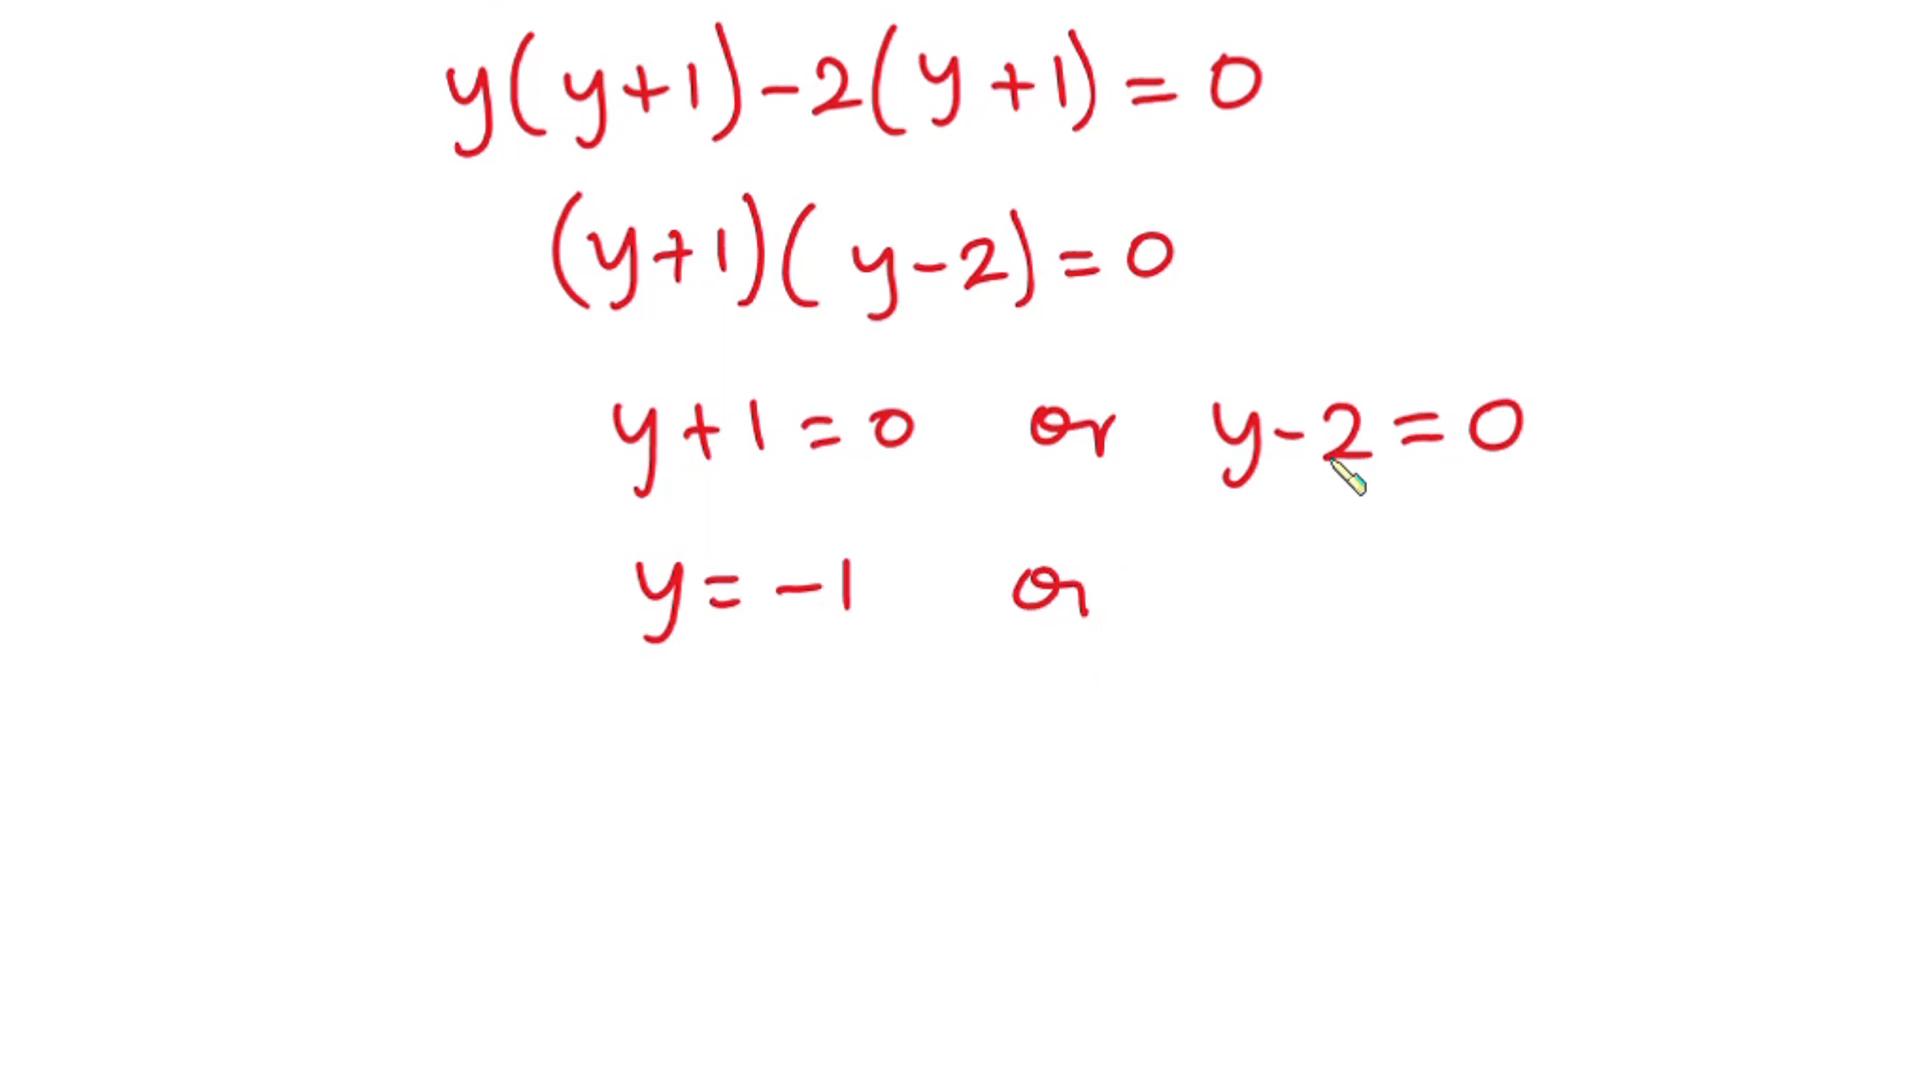 y(y+1)-2(y+1)=0
(y+1)(y-2)=0
y+1=0 or y-2=0
y=-1 or